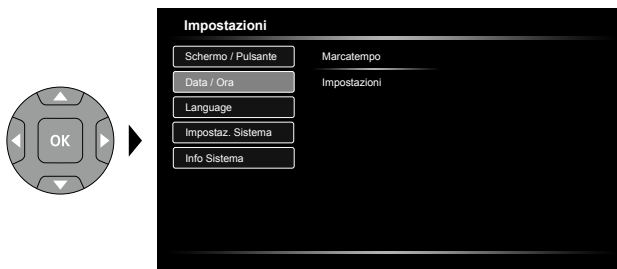 Impostazioni
Schermo / Pulsante
Marcatempo
Data / Ora
Impostazioni
Language
Impostaz. Sistema
Info Sistema
OK